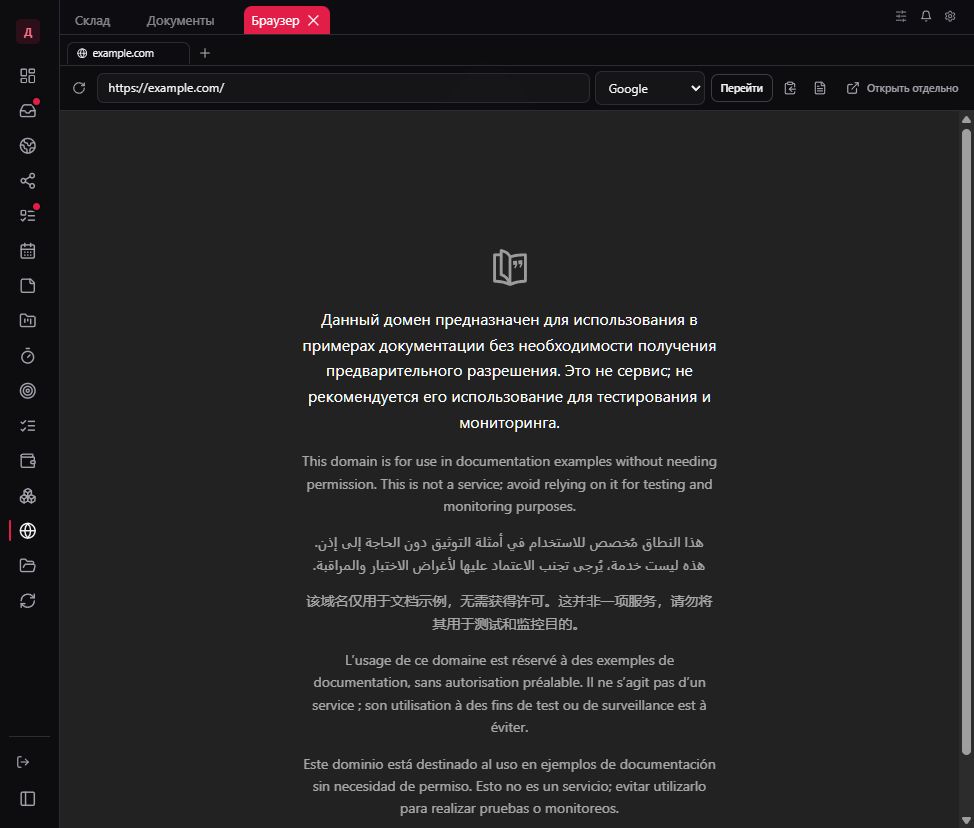 Д
Склад
Документы
Браузер
example.com
https://example.com/
Google
Перейти
Открыть отдельно
Данный домен предназначен для использования в
примерах документации без необходимости получения
предварительного разрешения. Это не сервис; не
рекомендуется его использование для тестирования и
мониторинга.
This domain is for use in documentation examples without needing
permission. This is not a service; avoid relying on it for testing and
monitoring purposes.
هذا النطاق مُخصص للاستخدام في أمثلة التوثيق دون الحاجة إلى إذن.
هذه ليست خدمة، يُرجى تجنب الاعتماد عليها لأغراض الاختبار والمراقبة.
该域名仅用于文档示例，无需获得许可。这并非一项服务，请勿将
其用于测试和监控目的。
L’usage de ce domaine est réservé à des exemples de
documentation, sans autorisation préalable. Il ne s’agit pas d’un
service ; son utilisation à des fins de test ou de surveillance est à
éviter.
Este dominio está destinado al uso en ejemplos de documentación
sin necesidad de permiso. Esto no es un servicio; evitar utilizarlo
para realizar pruebas o monitoreos.